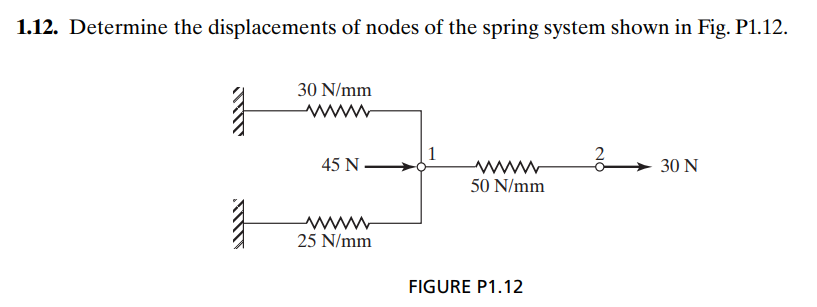 1.12. Determine the displacements of nodes of the spring system shown in Fig. P1.12.
30 N/mm
45 N
1
2
30 N
50 N/mm
25 N/mm
FIGURE P1.12